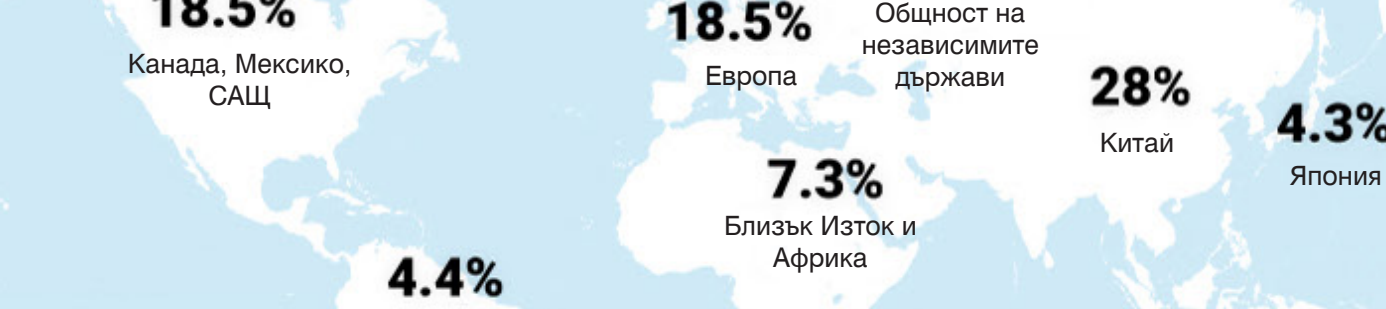 18.5%
Канада, Мексико,
САЩ
18.5%
Европа
Общност на
независимите
държави
28%
Китай
4.3%
Япония
7.3%
Близък Изток и
Африка
4.4%